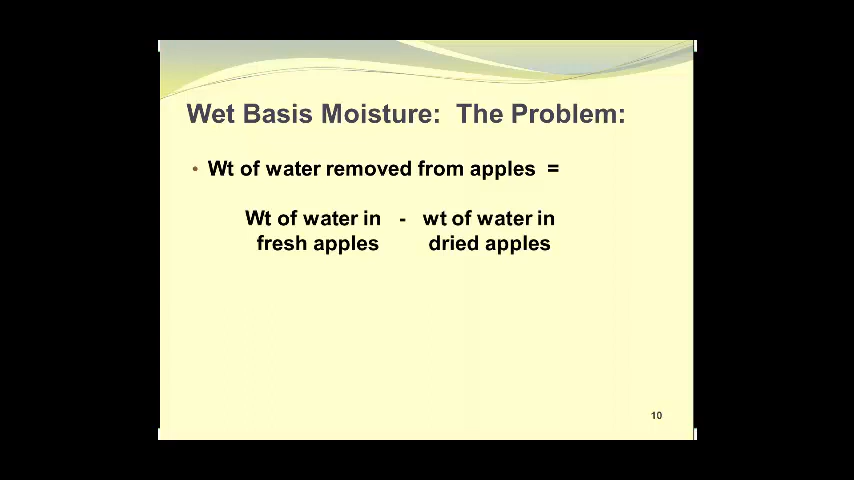 Wet Basis Moisture: The Problem:
• Wt of water removed from apples =
Wt of water in - wt of water in
fresh apples dried apples
10